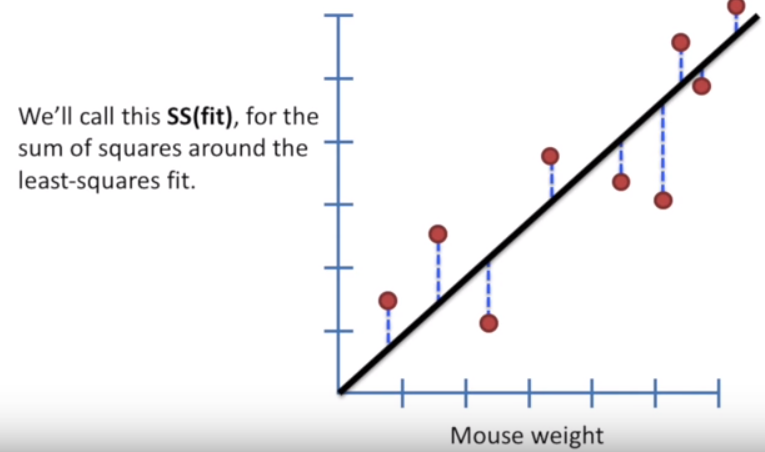 We'll call this SS(fit), for the
sum of squares around the
least-squares fit.
Mouse weight